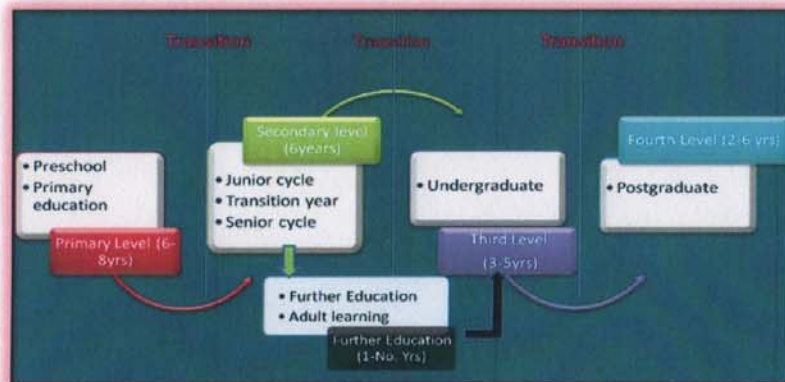 Transition Transition Transition
• Preschool
• Primary education
Primary Level (6-
8yrs)
Secondary level
(6years)
• Junior cycle
• Transition year
• Senior cycle
• Further Education
• Adult learning
Further Education
(1-No. Yrs)
• Undergraduate
Third Level
(3-5yrs)
Fourth Level (2-6 yrs)
• Postgraduate